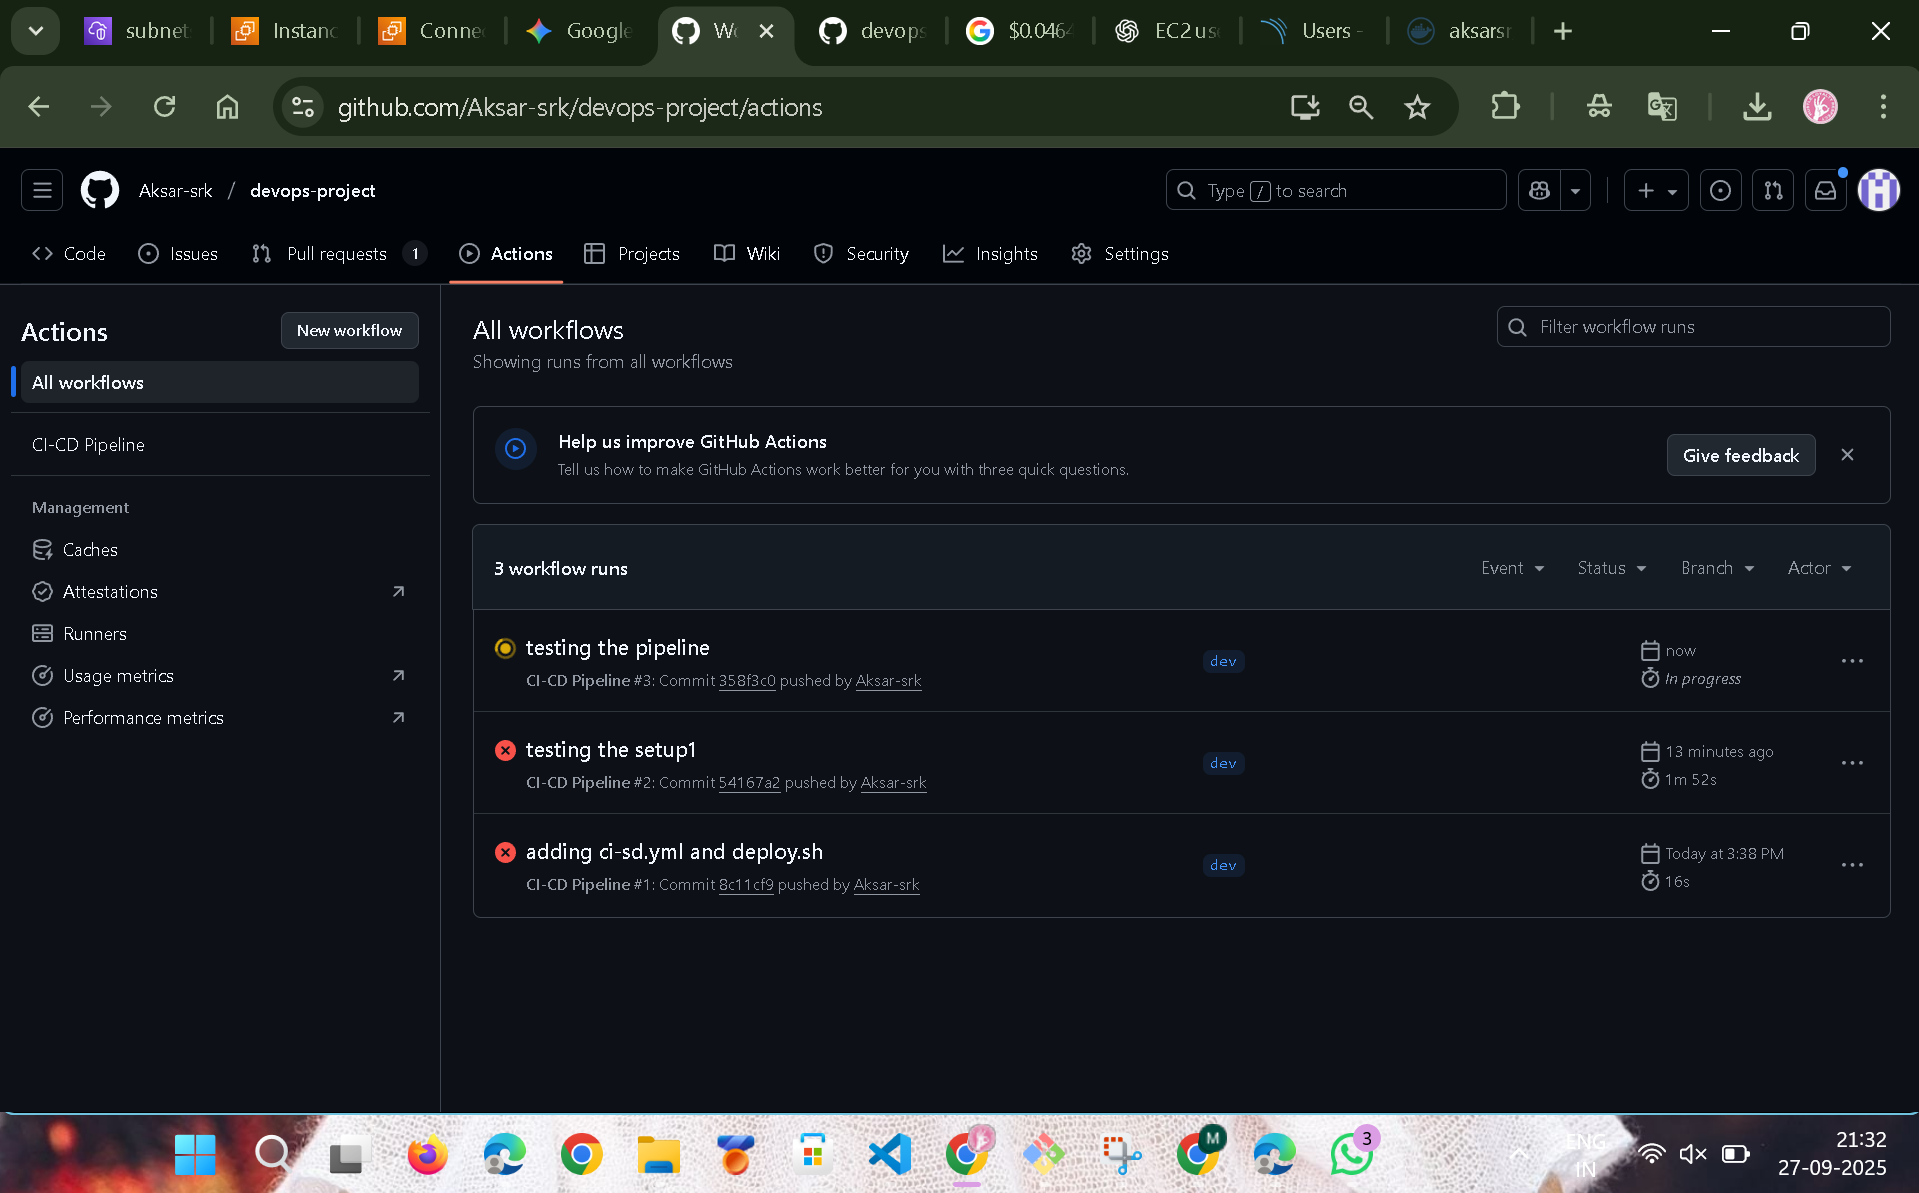 subnet
Instanc
Connec
Google
Wo
devops
$0.0464
EC2 us
Users -
aksarsr
github.com/Aksar-srk/devops-project/actions
Aksar-srk / devops-project
Type / to search
Code
Issues
Pull requests 1
Actions
Projects
Wiki
Security
Insights
Settings
Actions
New workflow
All workflows
CI-CD Pipeline
Management
Caches
Attestations
Runners
Usage metrics
Performance metrics
All workflows
Showing runs from all workflows
Filter workflow runs
Help us improve GitHub Actions
Tell us how to make GitHub Actions work better for you with three quick questions.
Give feedback
3 workflow runs
Event
Status
Branch
Actor
testing the pipeline
CI-CD Pipeline #3: Commit 358f3c0 pushed by Aksar-srk
dev
now
In progress
testing the setup1
CI-CD Pipeline #2: Commit 54167a2 pushed by Aksar-srk
dev
13 minutes ago
1m 52s
adding ci-sd.yml and deploy.sh
CI-CD Pipeline #1: Commit 8c11cf9 pushed by Aksar-srk
dev
Today at 3:38 PM
16s
M
3
ENG
IN
21:32
27-09-2025